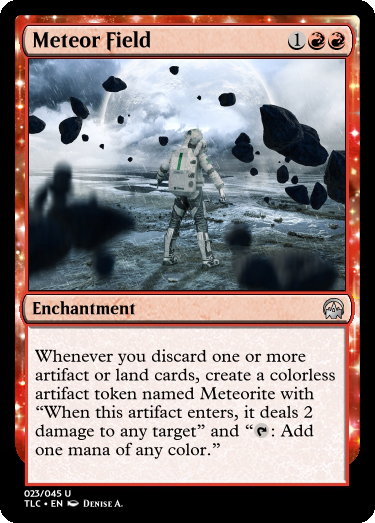 Meteor Field 1
Enchantment
Whenever you discard one or more
artifact or land cards, create a colorless
artifact token named Meteorite with
“When this artifact enters, it deals 2
damage to any target” and “: Add
one mana of any color.”
023/045 U
TLC • EN Denise A.